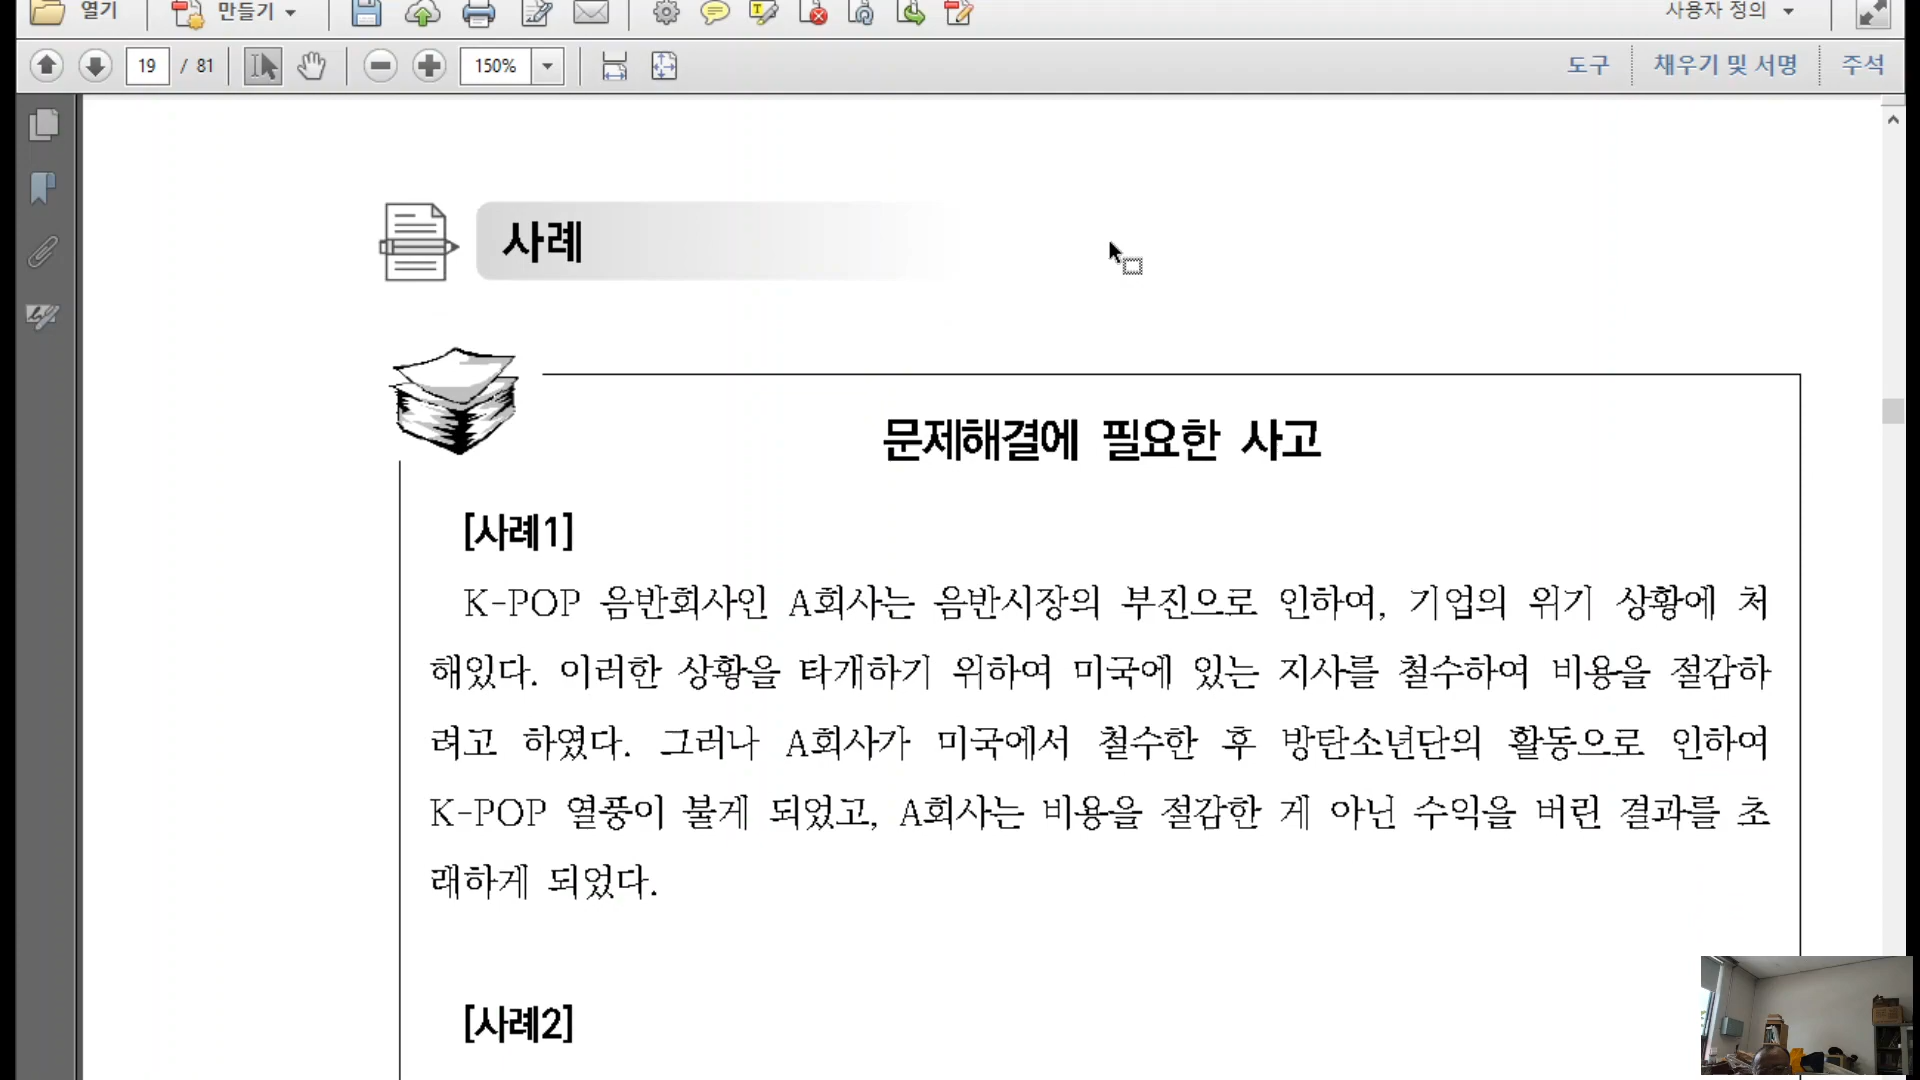 열기
만들기
사용자 정의
19 / 81
150%
도구
채우기 및 서명
주석
사례
문제해결에 필요한 사고
[사례1]
K-POP 음반회사인 A회사는 음반시장의 부진으로 인하여, 기업의 위기 상황에 처
해있다. 이러한 상황을 타개하기 위하여 미국에 있는 지사를 철수하여 비용을 절감하
려고 하였다. 그러나 A회사가 미국에서 철수한 후 방탄소년단의 활동으로 인하여
K-POP 열풍이 불게 되었고, A회사는 비용을 절감한 게 아닌 수익을 버린 결과를 초
래하게 되었다.
[사례2]